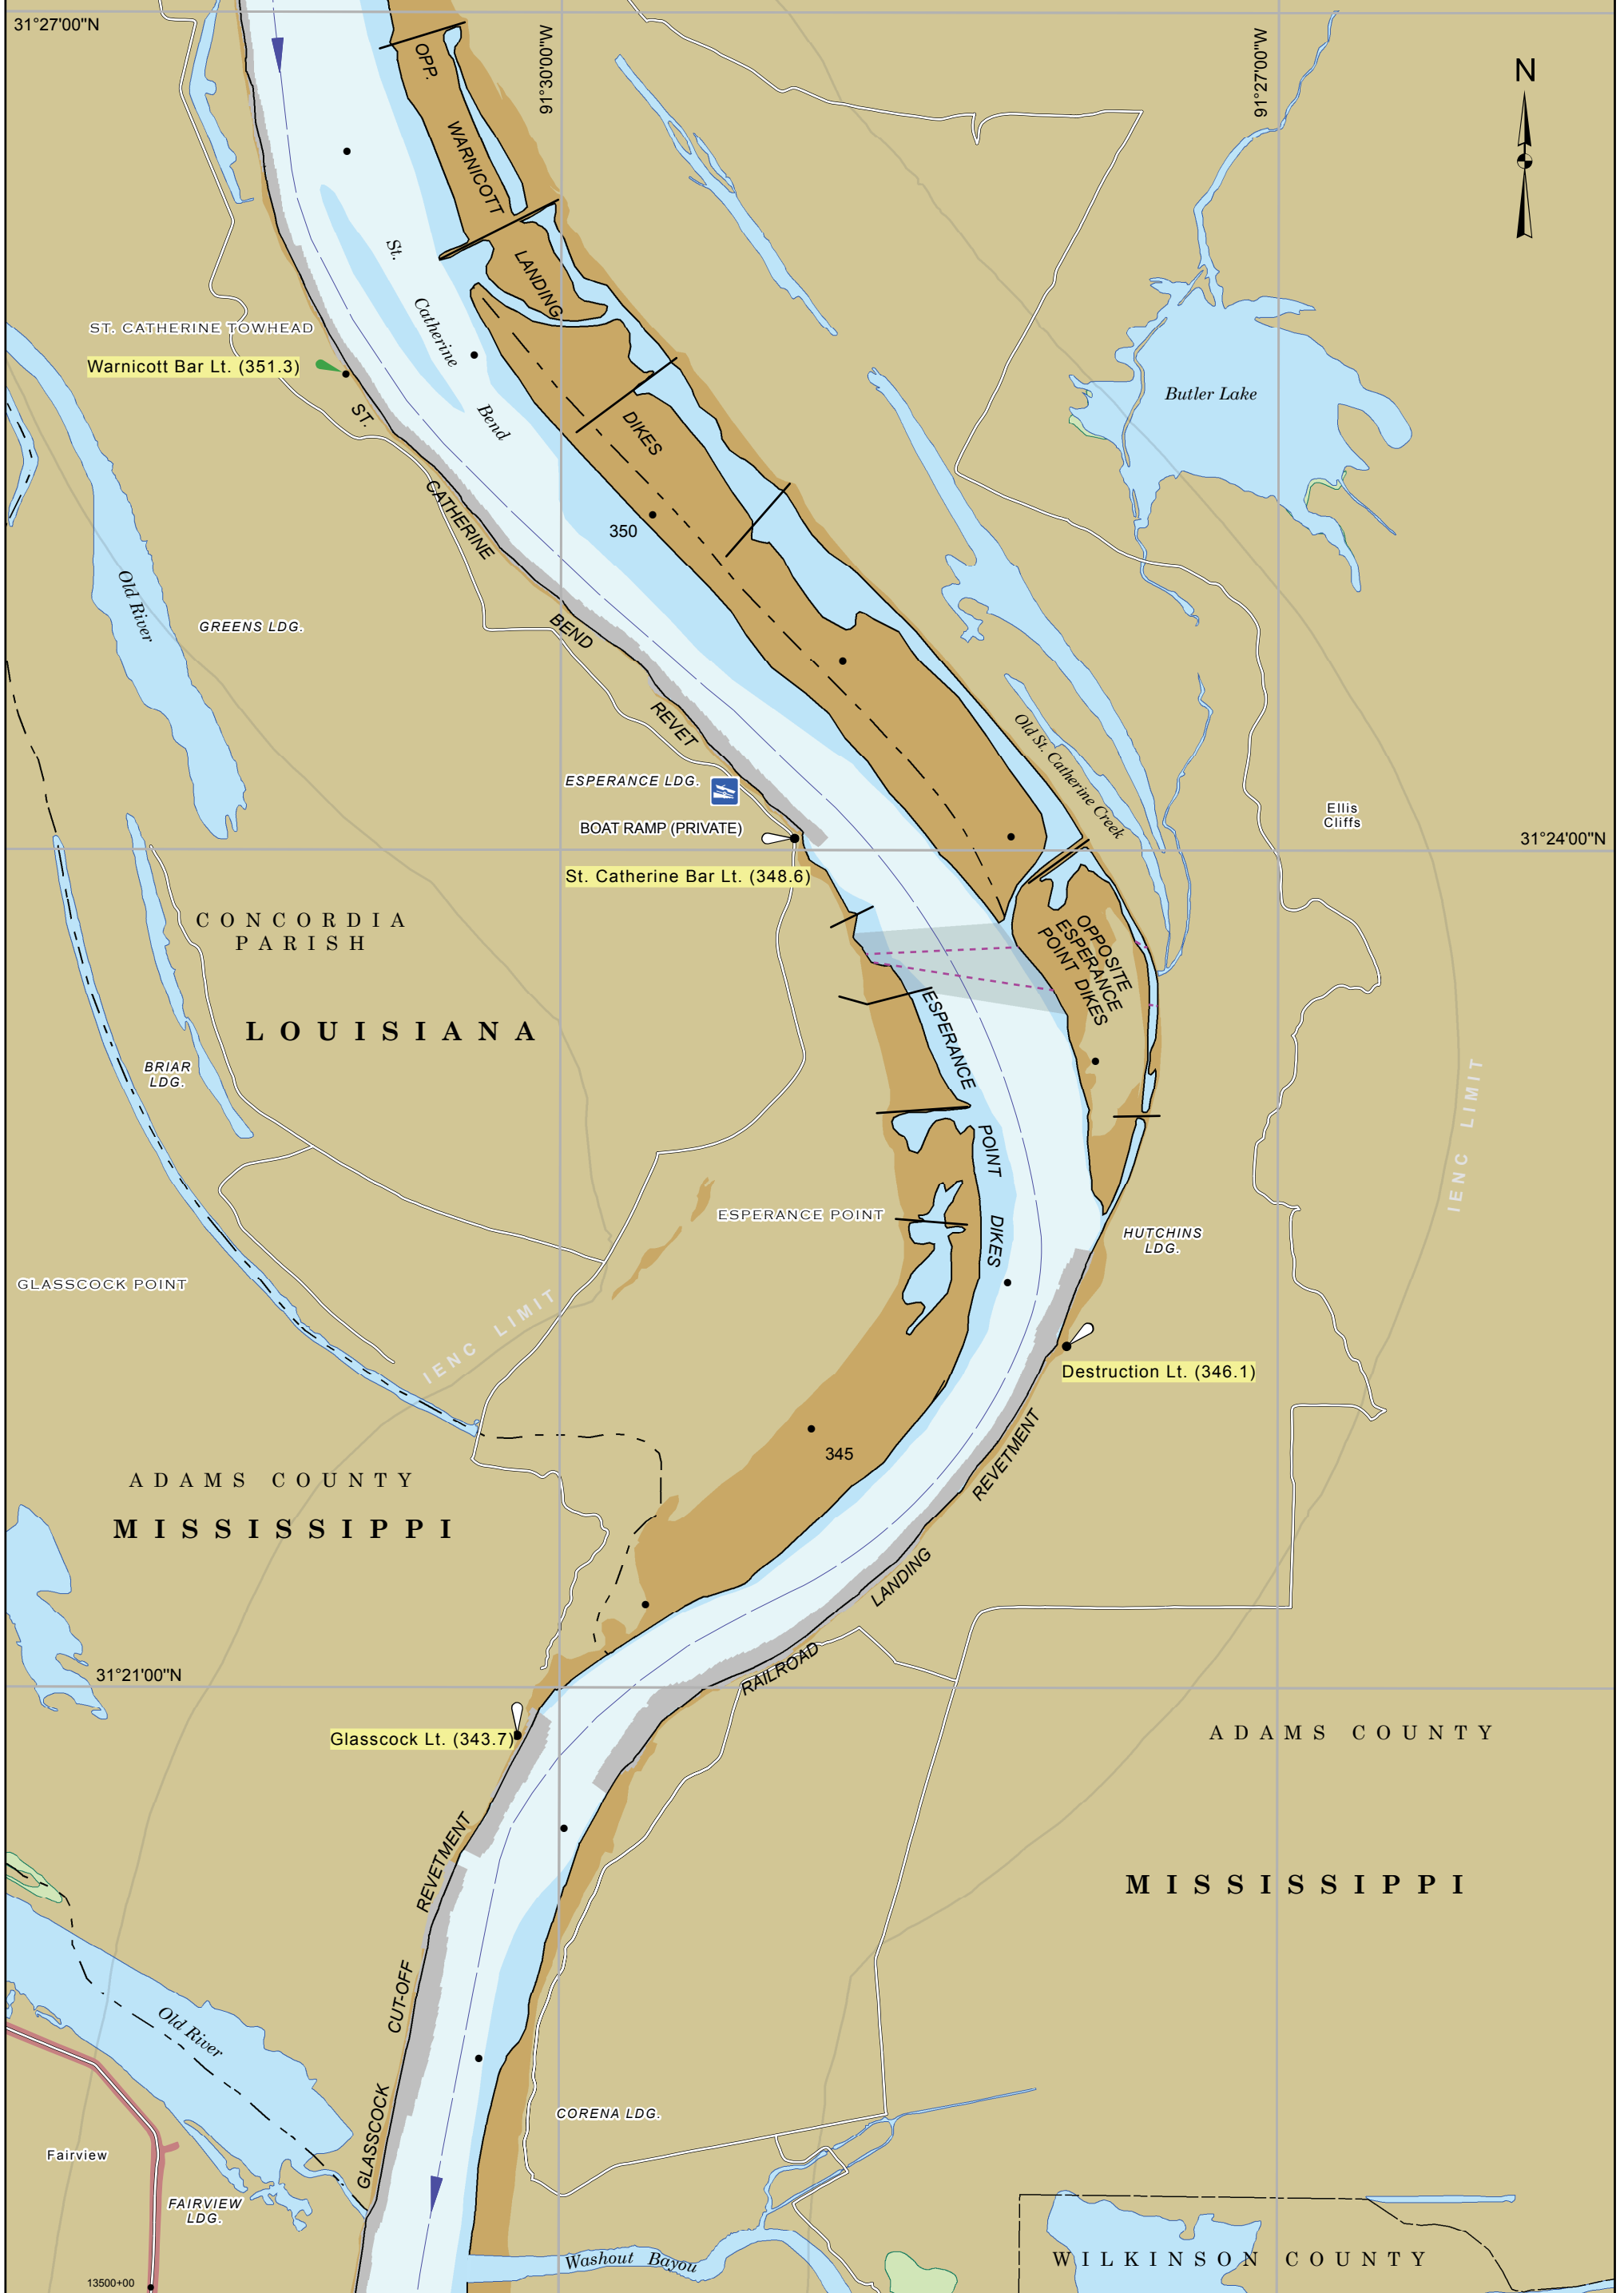 31°27'00"N
91°30'00"W
91°27'00"W
N
OPP.
WARNICOTT
LANDING
DIKES
St.
Catherine
Bend
ST. CATHERINE TOWHEAD
Warnicott Bar Lt. (351.3)
Butler Lake
ST.
CATHERINE
BEND
REVET
350
Old River
GREENS LDG.
Old St. Catherine Creek
ESPERANCE LDG.
BOAT RAMP (PRIVATE)
Ellis
Cliffs
31°24'00"N
St. Catherine Bar Lt. (348.6)
CONCORDIA
PARISH
OPPOSITE
ESPERANCE
POINT DIKES
LOUISIANA
ESPERANCE
POINT
DIKES
BRIAR
LDG.
IENC LIMIT
ESPERANCE POINT
HUTCHINS
LDG.
GLASSCOCK POINT
IENC LIMIT
Destruction Lt. (346.1)
345
REVETMENT
LANDING
RAILROAD
ADAMS COUNTY
MISSISSIPPI
31°21'00"N
Glasscock Lt. (343.7)
ADAMS COUNTY
MISSISSIPPI
REVETMENT
CUT-OFF
GLASSCOCK
Old River
CORENA LDG.
Fairview
FAIRVIEW
LDG.
Washout Bayou
WILKINSON COUNTY
13500+00